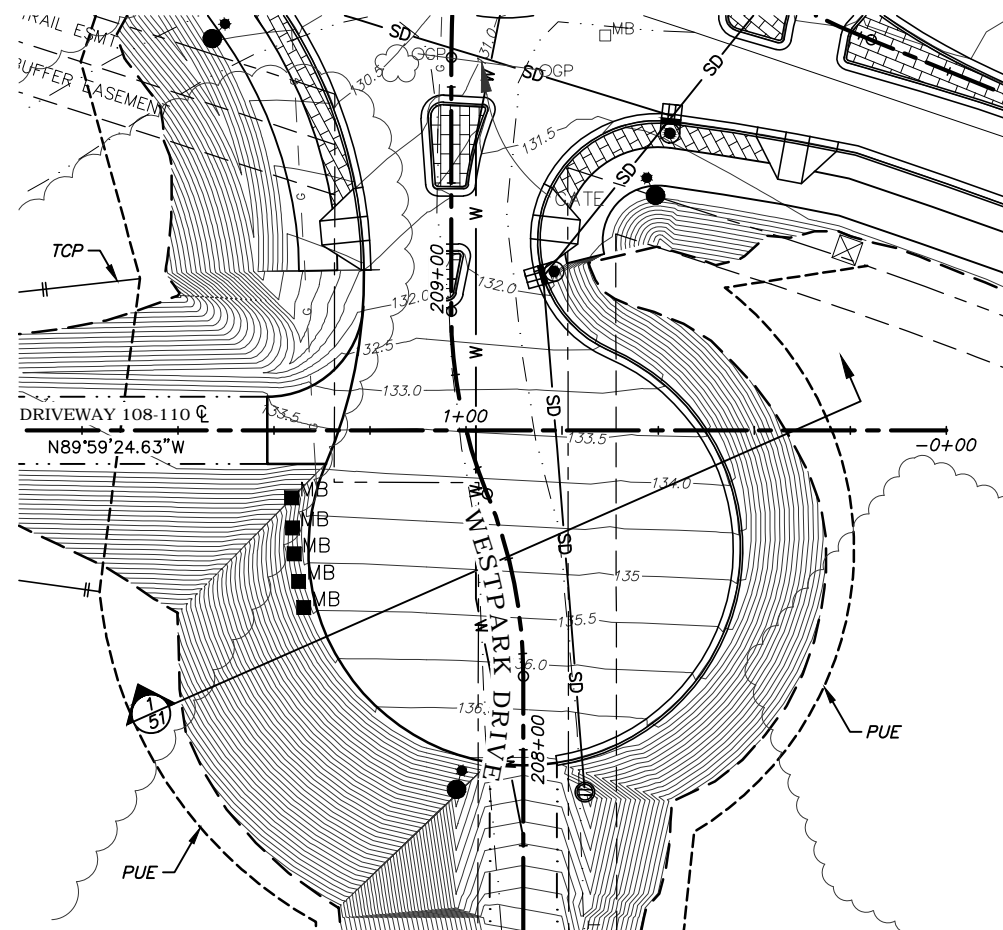 TRAIL ESMT
BUFFER EASEMENT
SD
OGP
130.5
131.0
W
SD
OGP
MB
SD
131.5
SD
GATE
G
W
TCP
209+00
132.0
132.0
G
32.5
W
133.0
DRIVEWAY 108-110 ℄
133.5
1+00
SD
133.5
N89°59'24.63"W
-0+00
MB
W
134.0
MB
MB
SD
MB
135
MB
135.5
W
WESTPARK DRIVE
36.0
SD
136.
1
51
208+00
PUE
PUE